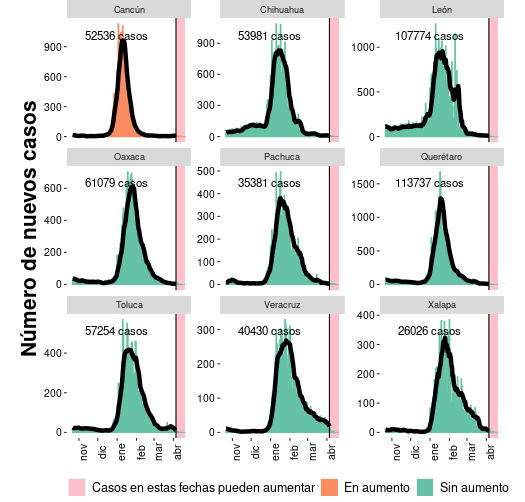 Número de nuevos casos
Cancún
52536 casos
900
600
300
0
Chihuahua
53981 casos
900
600
300
0
León
107774 casos
1000
500
0
Oaxaca
61079 casos
600
400
200
0
Pachuca
35381 casos
500
400
300
200
100
0
Querétaro
113737 casos
1500
1000
500
0
Toluca
57254 casos
400
200
0
nov
dic
ene
feb
mar
abr
Veracruz
40430 casos
300
200
100
0
nov
dic
ene
feb
mar
abr
Xalapa
26026 casos
400
300
200
100
0
nov
dic
ene
feb
mar
abr
Casos en estas fechas pueden aumentar
En aumento
Sin aumento